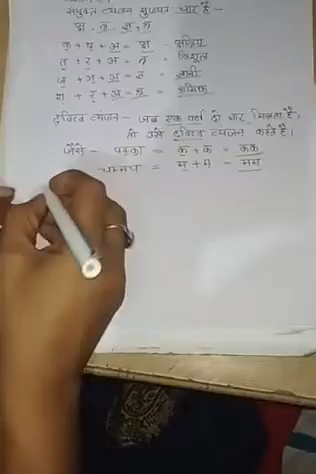 संयुक्त व्यंजन मुख्यतः चार हैं –
क्ष, त्र, ज्ञ, श्र
क् + ष् + अ = क्ष – क्षत्रिय
त् + र् + अ = त्र – त्रिशूल
ज् + ञ् + अ = ज्ञ – ज्ञानी
श् + र् + अ = श्र – श्रमिक
द्वित्व व्यंजन – जब एक वर्ण दो बार मिलता है,
तो उसे द्वित्व व्यंजन कहते हैं।
जैसे – पक्का = क् + क = क्क
चम्मच = म् + म – म्म